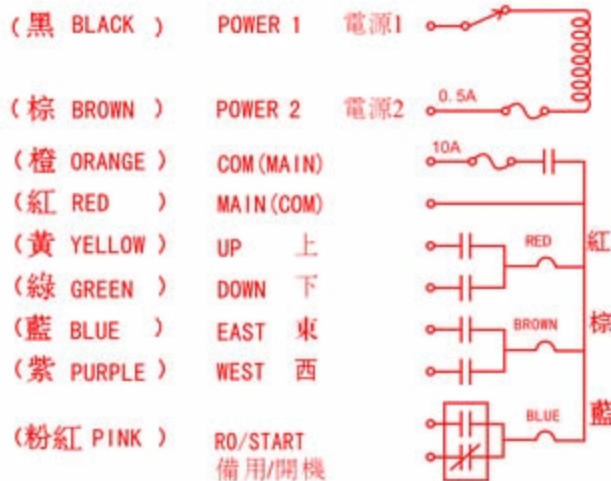 (黑 BLACK ) POWER 1 電源1
(棕 BROWN ) POWER 2 電源2 0.5A
(橙 ORANGE ) COM(MAIN) 10A
(紅 RED ) MAIN(COM)
(黃 YELLOW ) UP 上 RED 紅
(綠 GREEN ) DOWN 下
(藍 BLUE ) EAST 東 BROWN 棕
(紫 PURPLE ) WEST 西
(粉紅 PINK ) RO/START BLUE 藍
備用/開機